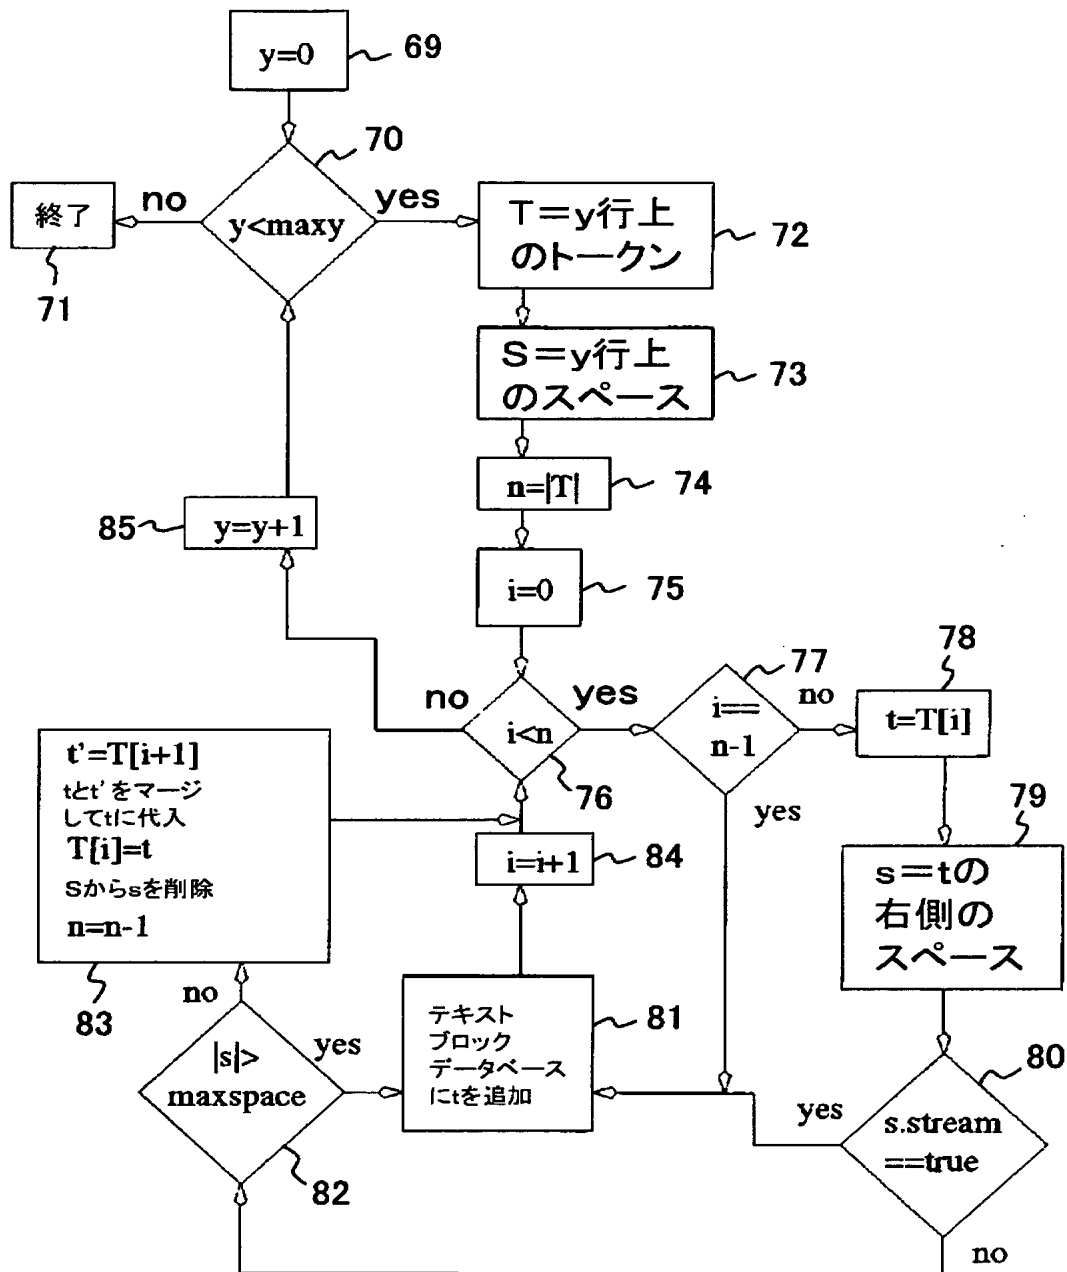 y=0
69
70
y<maxy
no
yes
終了
71
T=y行上
のトークン
72
S=y行上
のスペース
73
n=|T|
74
85
y=y+1
i=0
75
no
yes
i<n
76
77
i==
n-1
no
yes
78
t=T[i]
79
s=tの
右側の
スペース
t'=T[i+1]
tとt'をマージ
してtに代入
T[i]=t
Sからsを削除
n=n-1
83
i=i+1
84
テキスト
ブロック
データベース
にtを追加
81
no
yes
|s|>
maxspace
82
80
yes
s.stream
==true
no